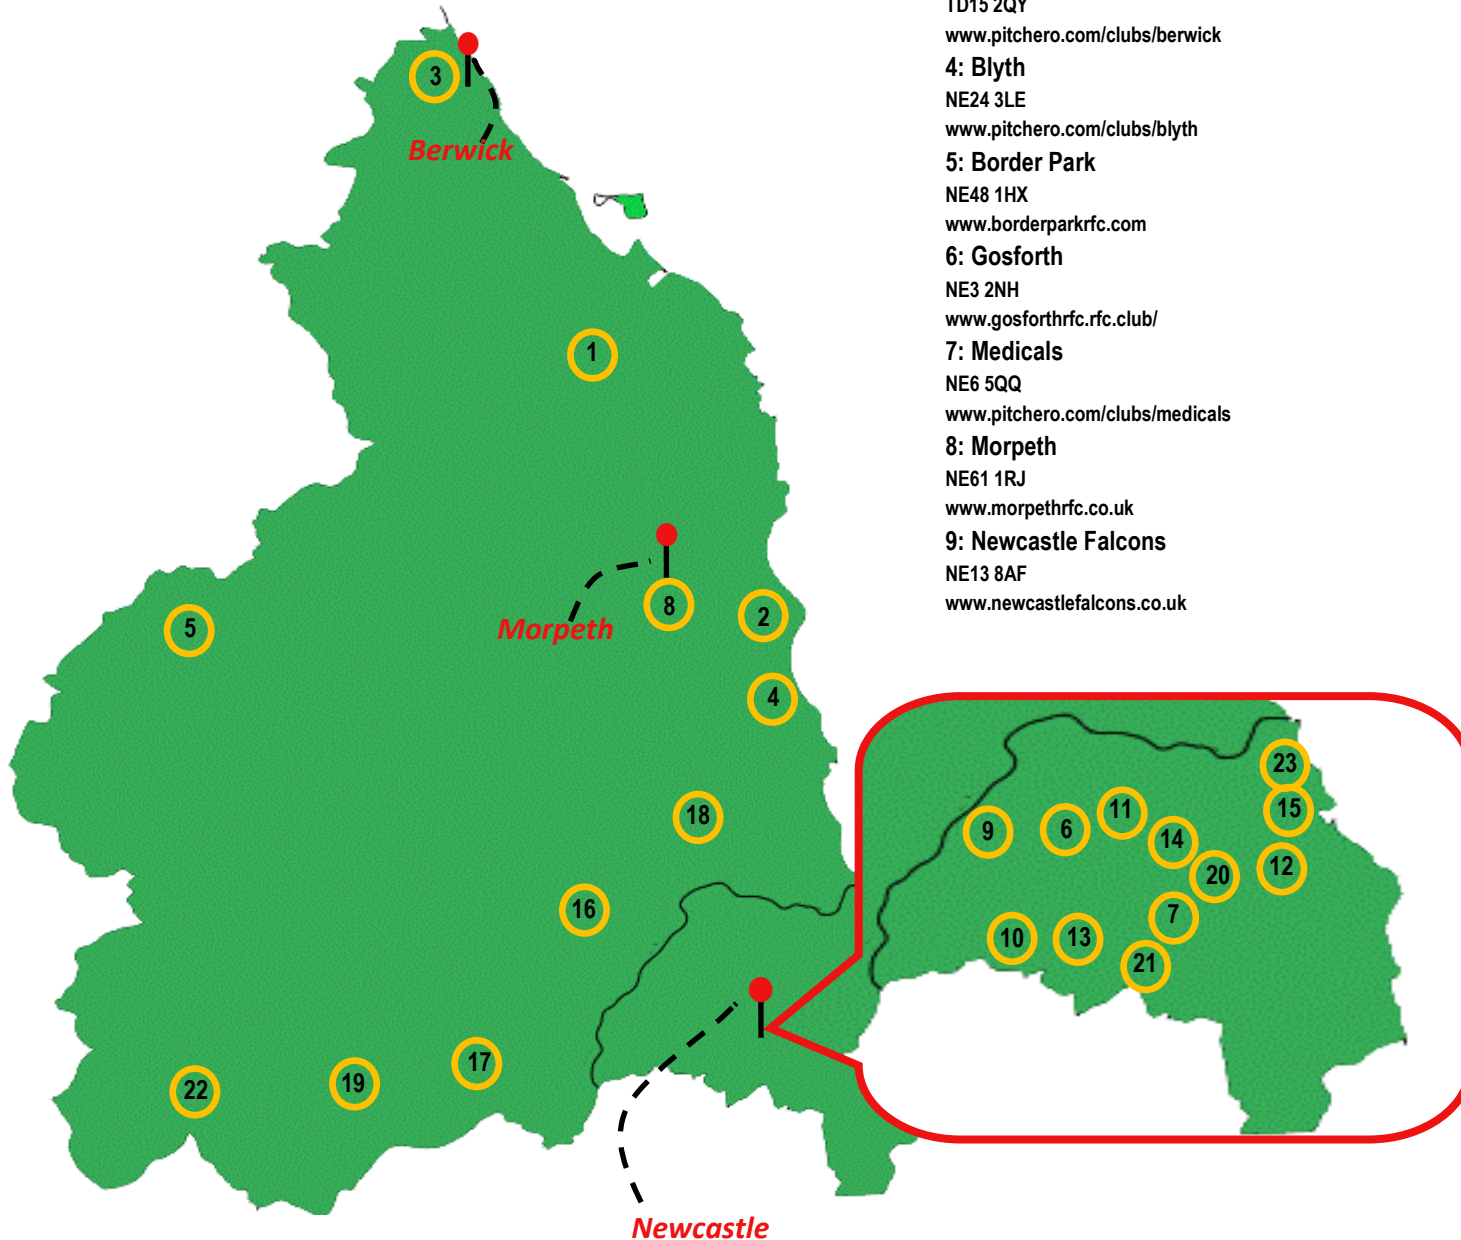 TD15 2QY
www.pitchero.com/clubs/berwick
4: Blyth
NE24 3LE
www.pitchero.com/clubs/blyth
5: Border Park
NE48 1HX
www.borderparkrfc.com
6: Gosforth
NE3 2NH
www.gosforthrfc.rfc.club/
7: Medicals
NE6 5QQ
www.pitchero.com/clubs/medicals
8: Morpeth
NE61 1RJ
www.morpethrfc.co.uk
9: Newcastle Falcons
NE13 8AF
www.newcastlefalcons.co.uk
3
Berwick
1
8
2
5
Morpeth
4
18
16
17
19
22
Newcastle
23
15
11
9
6
14
12
20
7
10
13
21